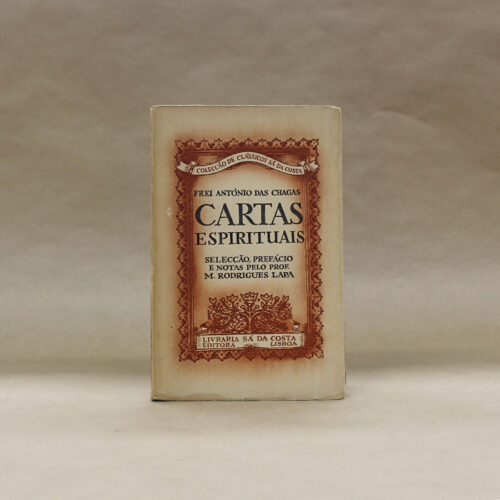 COLECÇÃO DE CLÁSSICOS SÁ DA COSTA
FREI ANTÓNIO DAS CHAGAS
CARTAS
ESPIRITUAIS
SELECÇÃO, PREFÁCIO
E NOTAS PELO PROF.
M. RODRIGUES LAPA
LIVRARIA SÁ DA COSTA
EDITORA LISBOA